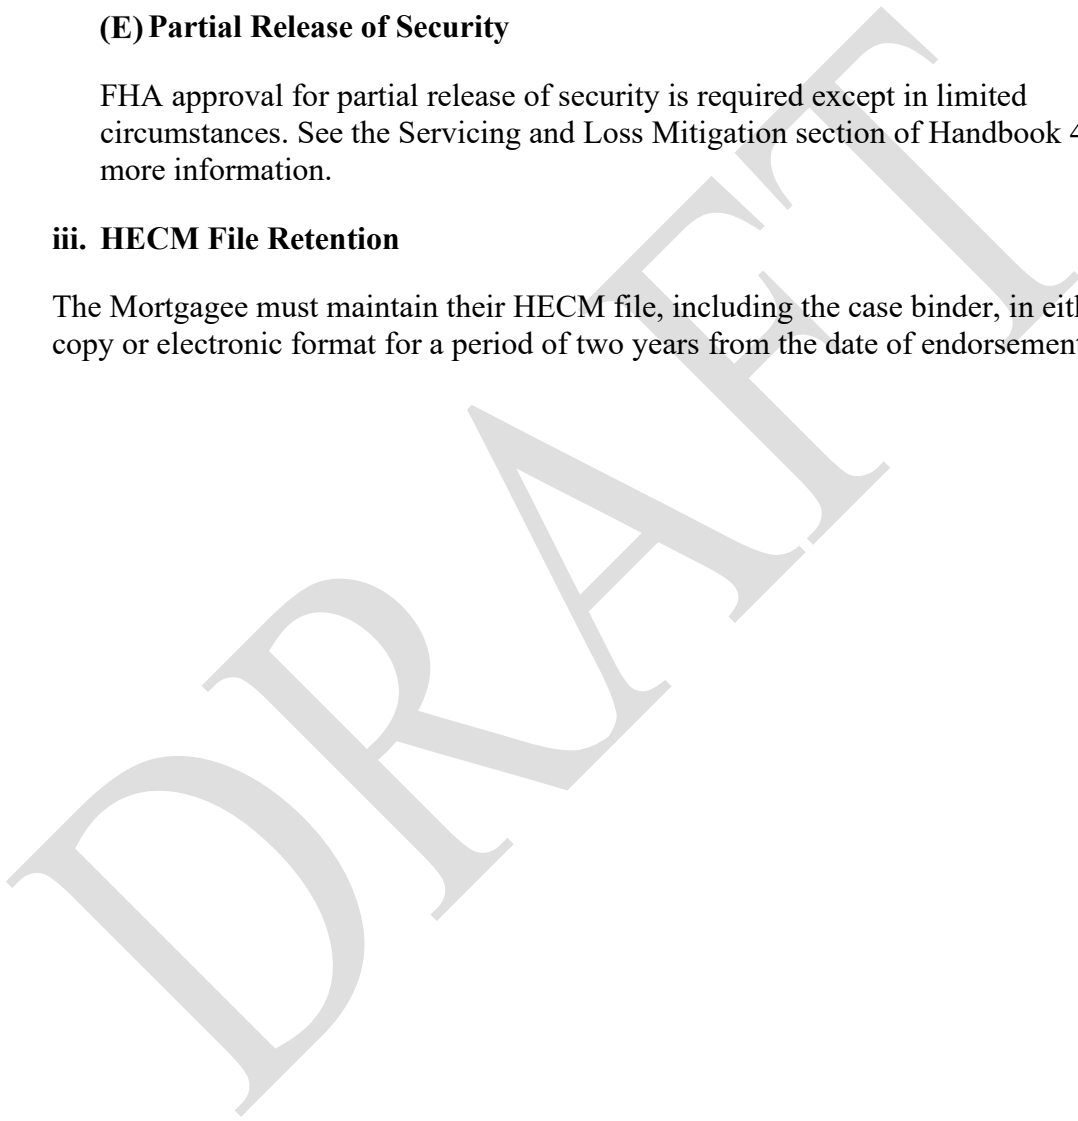 (E) Partial Release of Security
FHA approval for partial release of security is required except in limited
circumstances. See the Servicing and Loss Mitigation section of Handbook
more information.
iii. HECM File Retention
The Mortgagee must maintain their HECM file, including the case binder, in
copy or electronic format for a period of two years from the date of endorsement
DRAFT